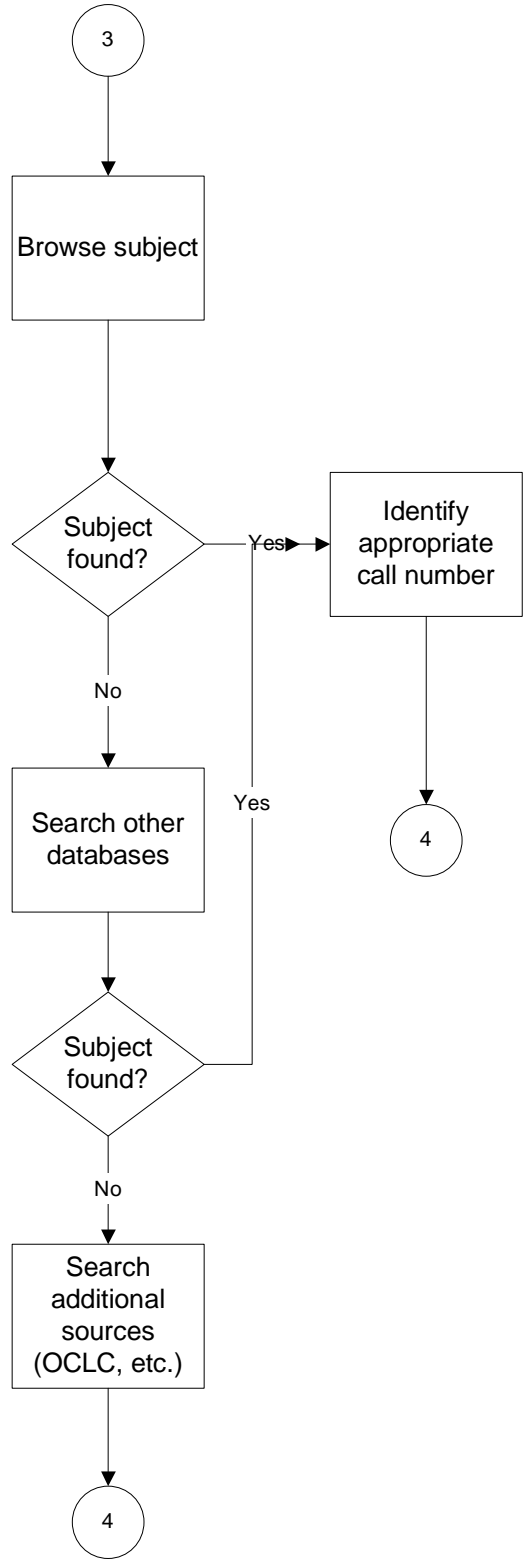 3
Browse subject
Subject
found?
Yes
Identify
appropriate
call number
No
Search other
databases
Yes
4
Subject
found?
No
Search
additional
sources
(OCLC, etc.)
4